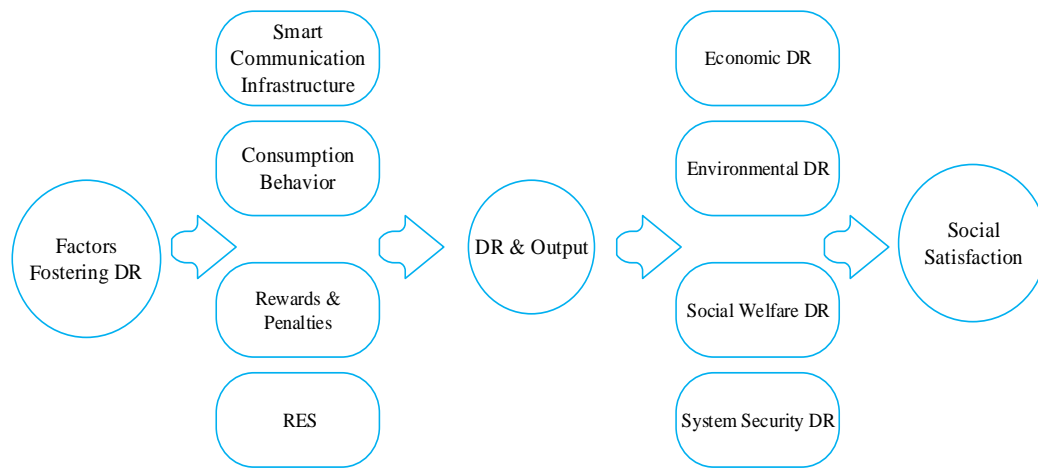 Factors
Fostering DR
Smart
Communication
Infrastructure
Consumption
Behavior
Rewards &
Penalties
RES
DR & Output
Economic DR
Environmental DR
Social Welfare DR
System Security DR
Social
Satisfaction